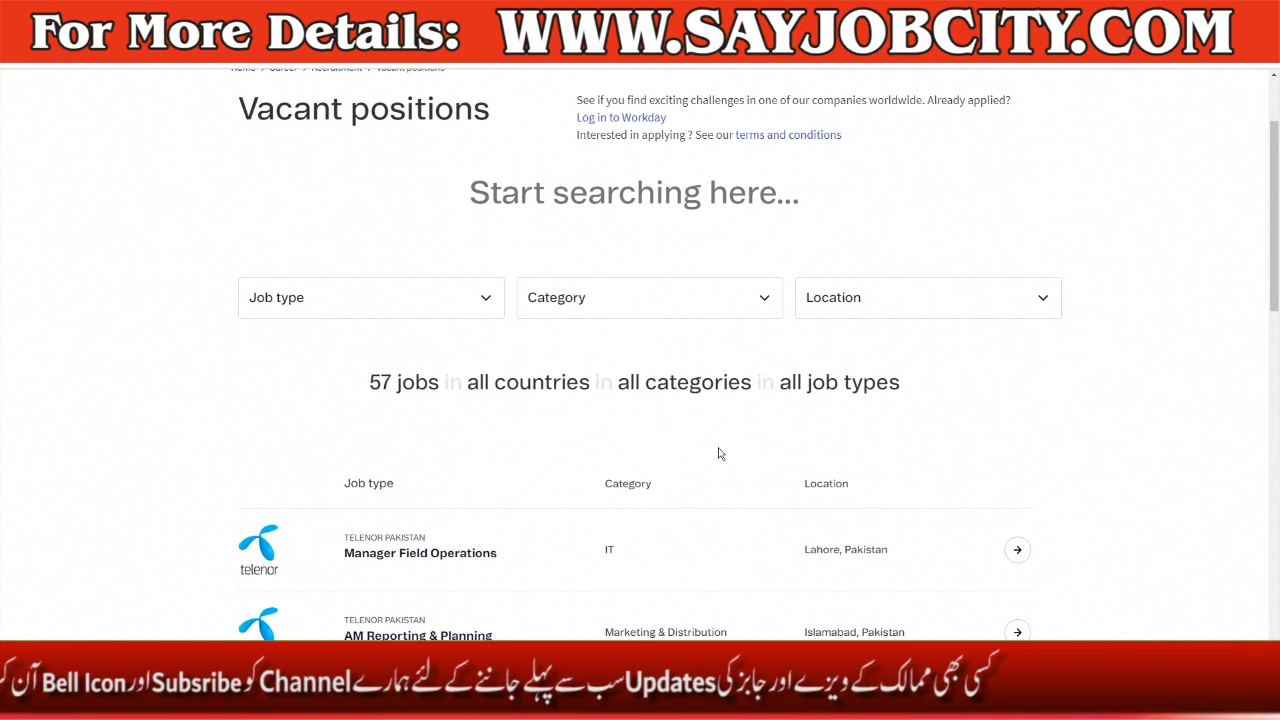 For More Details: WWW.SAYJOBCITY.COM
Home > Career > Recruitment > Vacant positions
Vacant positions
See if you find exciting challenges in one of our companies worldwide. Already applied?
Log in to Workday
Interested in applying ? See our terms and conditions
Start searching here...
Job type Category Location
57 jobs in all countries in all categories in all job types
Job type Category Location
telenor
TELENOR PAKISTAN
Manager Field Operations IT Lahore, Pakistan
TELENOR PAKISTAN
AM Reporting & Planning Marketing & Distribution Islamabad, Pakistan
کسی بھی ممالک کے ویزے اور جابز کی Updates سب سے پہلے جاننے کے لئے ہمارے Channel کو Subsribe اور Bell Icon آن